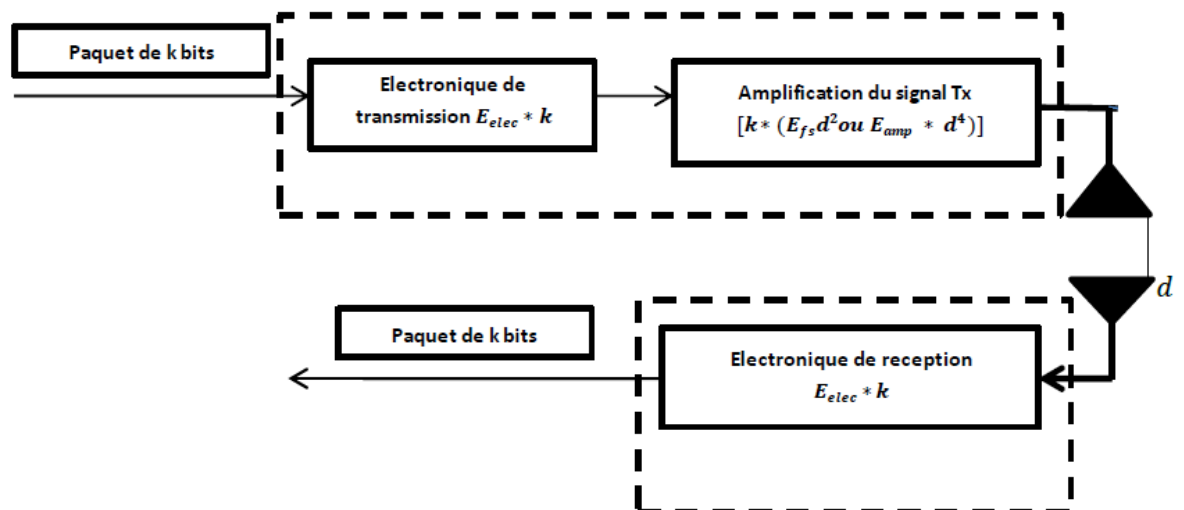 Paquet de k bits
Electronique de
transmission E_elec * k
Amplification du signal Tx
[k * (E_fs d² ou E_amp * d⁴)]
d
Paquet de k bits
Electronique de reception
E_elec * k